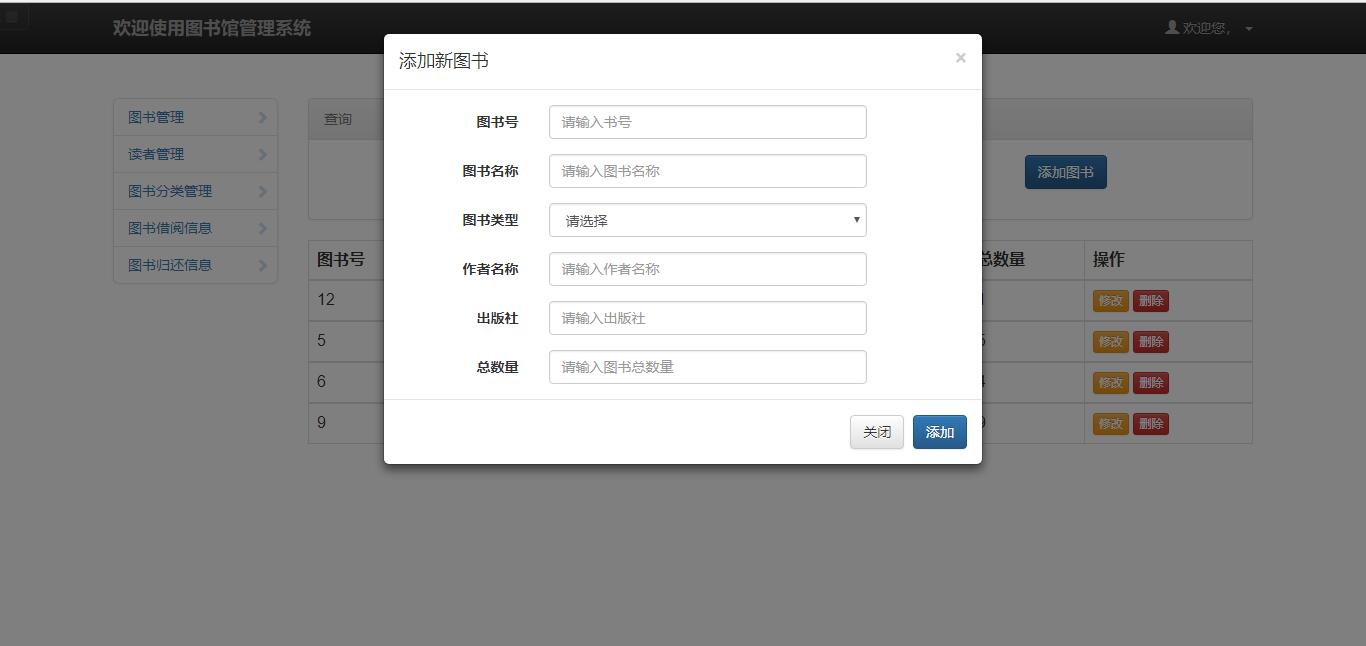 欢迎使用图书馆管理系统
欢迎您，
添加新图书
×
图书管理
读者管理
图书分类管理
图书借阅信息
图书归还信息
查询
添加图书
图书号 请输入书号
图书名称 请输入图书名称
图书类型 请选择
作者名称 请输入作者名称
出版社 请输入出版社
总数量 请输入图书总数量
关闭 添加
图书号 总数量 操作
12 修改 删除
5 修改 删除
6 修改 删除
9 修改 删除